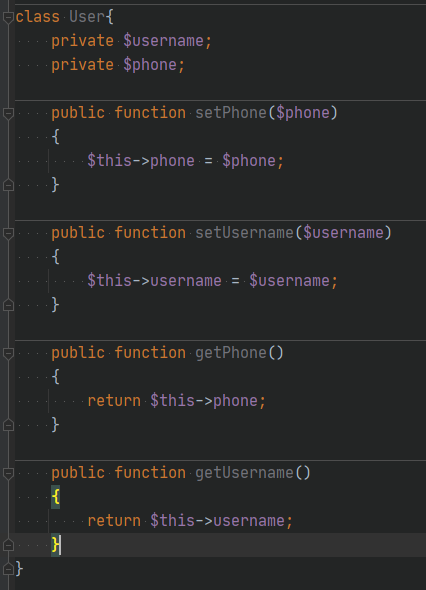 class User{
    private $username;
    private $phone;

    public function setPhone($phone)
    {
        $this->phone = $phone;
    }

    public function setUsername($username)
    {
        $this->username = $username;
    }

    public function getPhone()
    {
        return $this->phone;
    }

    public function getUsername()
    {
        return $this->username;
    }
}